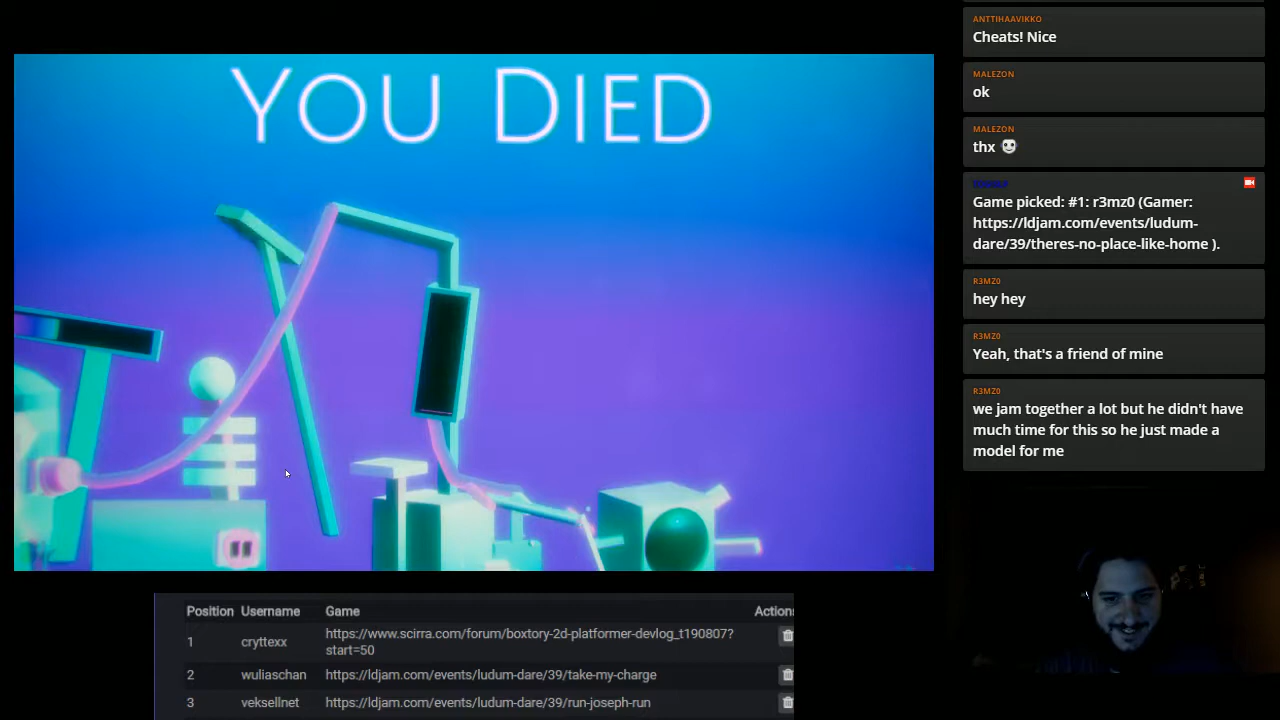 YOU DIED
ANTTIHAAVIKKO
Cheats! Nice
MALEZON
ok
MALEZON
thx
Game picked: #1: r3mz0 (Gamer:
https://ldjam.com/events/ludum-
dare/39/theres-no-place-like-home ).
R3MZ0
hey hey
R3MZ0
Yeah, that's a friend of mine
R3MZ0
we jam together a lot but he didn't have
much time for this so he just made a
model for me
Position Username Game Actions
1 cryttexx https://www.scirra.com/forum/boxtory-2d-platformer-devlog_t190807?
start=50
2 wuliaschan https://ldjam.com/events/ludum-dare/39/take-my-charge
3 veksellnet https://ldjam.com/events/ludum-dare/39/run-joseph-run